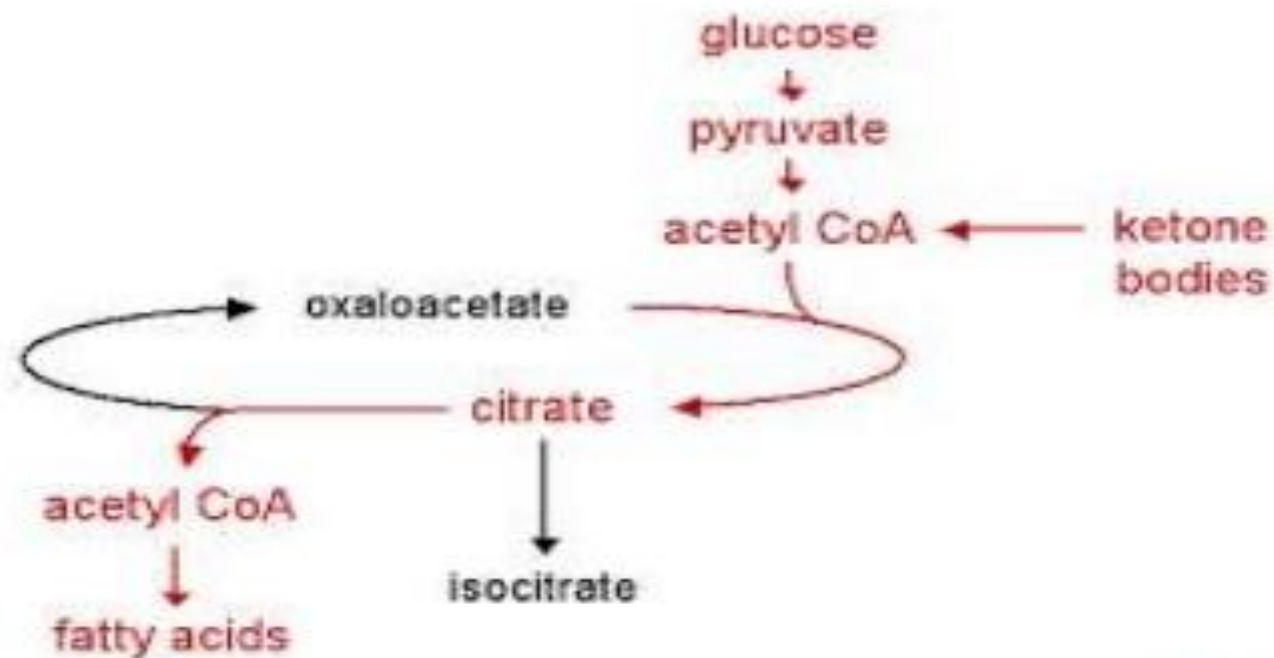 glucose
pyruvate
acetyl CoA
ketone
bodies
oxaloacetate
citrate
acetyl CoA
isocitrate
fatty acids